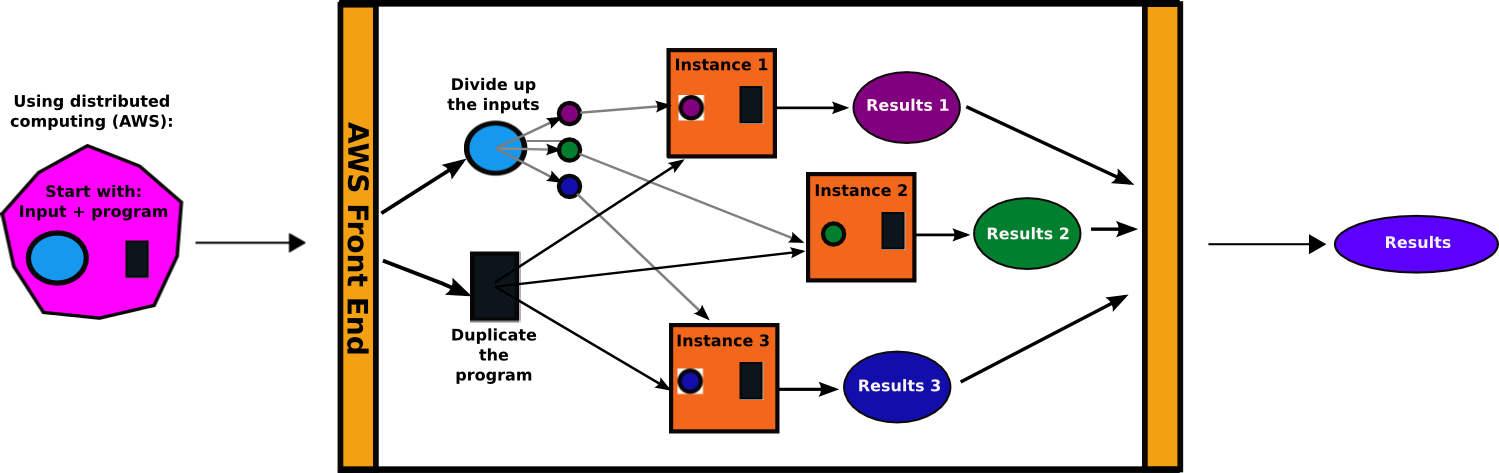 Using distributed
computing (AWS):
Start with:
Input + program
AWS Front End
Divide up
the inputs
Duplicate
the
program
Instance 1
Results 1
Instance 2
Results 2
Instance 3
Results 3
Results